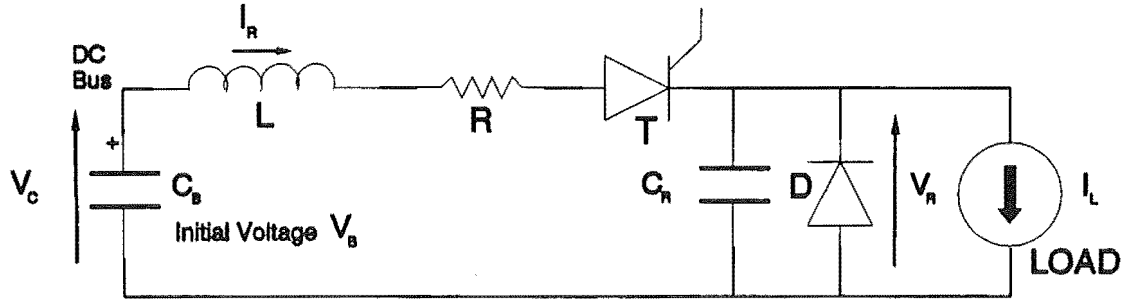 I_R
DC
Bus
L
R
T
+
V_C
C_B
Initial Voltage V_B
C_R
D
V_R
I_L
LOAD